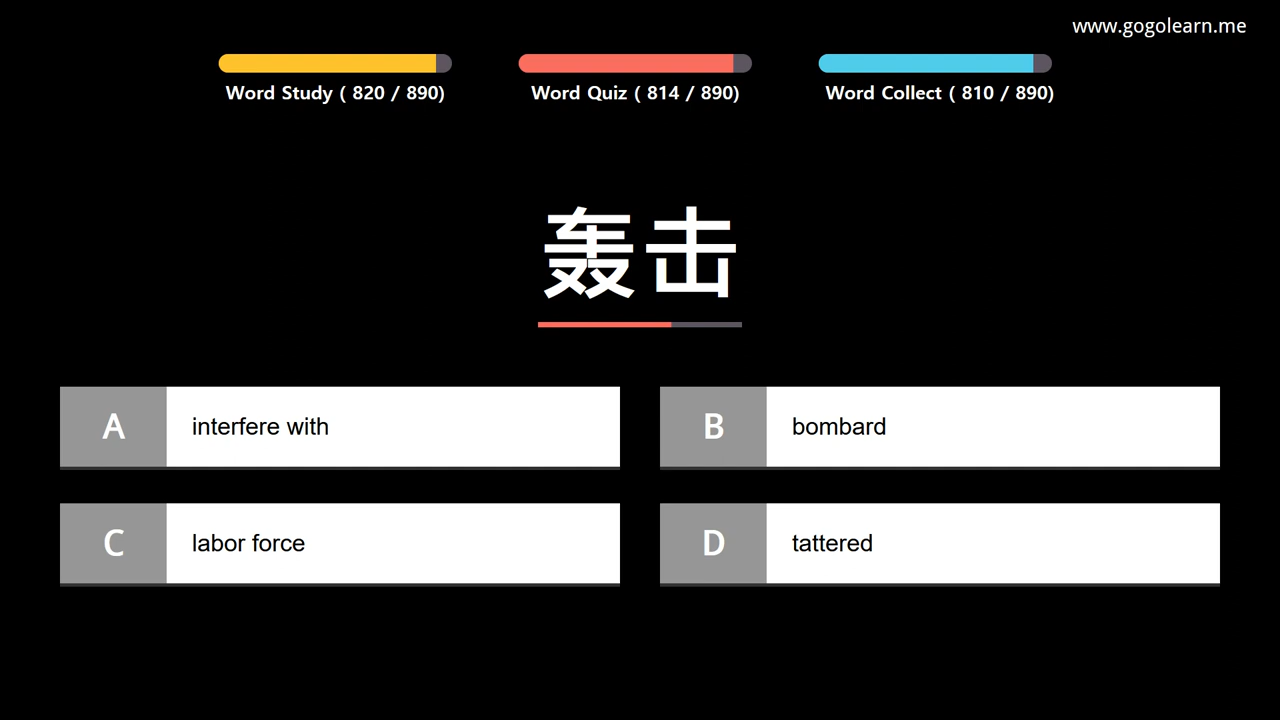 www.gogolearn.me
Word Study ( 820 / 890)
Word Quiz ( 814 / 890)
Word Collect ( 810 / 890)
轰击
A interfere with
B bombard
C labor force
D tattered